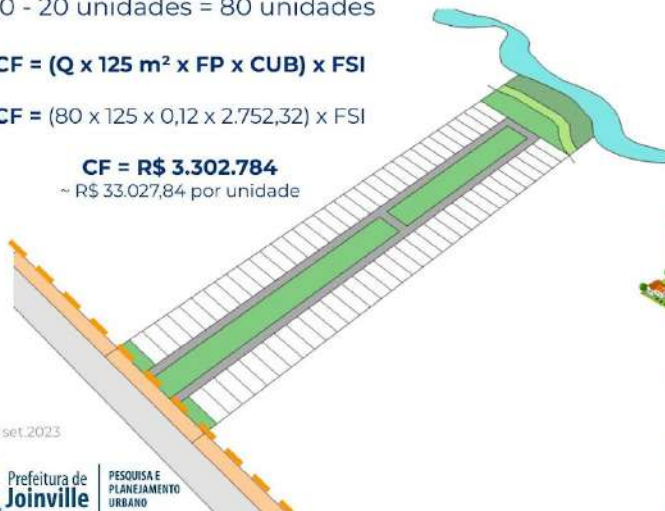 0 - 20 unidades = 80 unidades
CF = (Q x 125 m² x FP x CUB) x FSI
CF = (80 x 125 x 0,12 x 2.752,32) x FSI
CF = R$ 3.302.784
~ R$ 33.027,84 por unidade
set.2023
Prefeitura de
Joinville
PESQUISA E
PLANEJAMENTO
URBANO